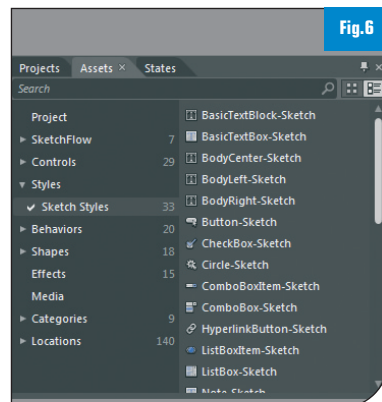 Fig.6
Projects Assets × States
Search
Project
SketchFlow 7
Controls 29
Styles
Sketch Styles 33
Behaviors 20
Shapes 18
Effects 15
Media
Categories 9
Locations 140
BasicTextBlock-Sketch
BasicTextBox-Sketch
BodyCenter-Sketch
BodyLeft-Sketch
BodyRight-Sketch
Button-Sketch
CheckBox-Sketch
Circle-Sketch
ComboBoxItem-Sketch
ComboBox-Sketch
HyperlinkButton-Sketch
ListBoxItem-Sketch
ListBox-Sketch
Note-Sketch